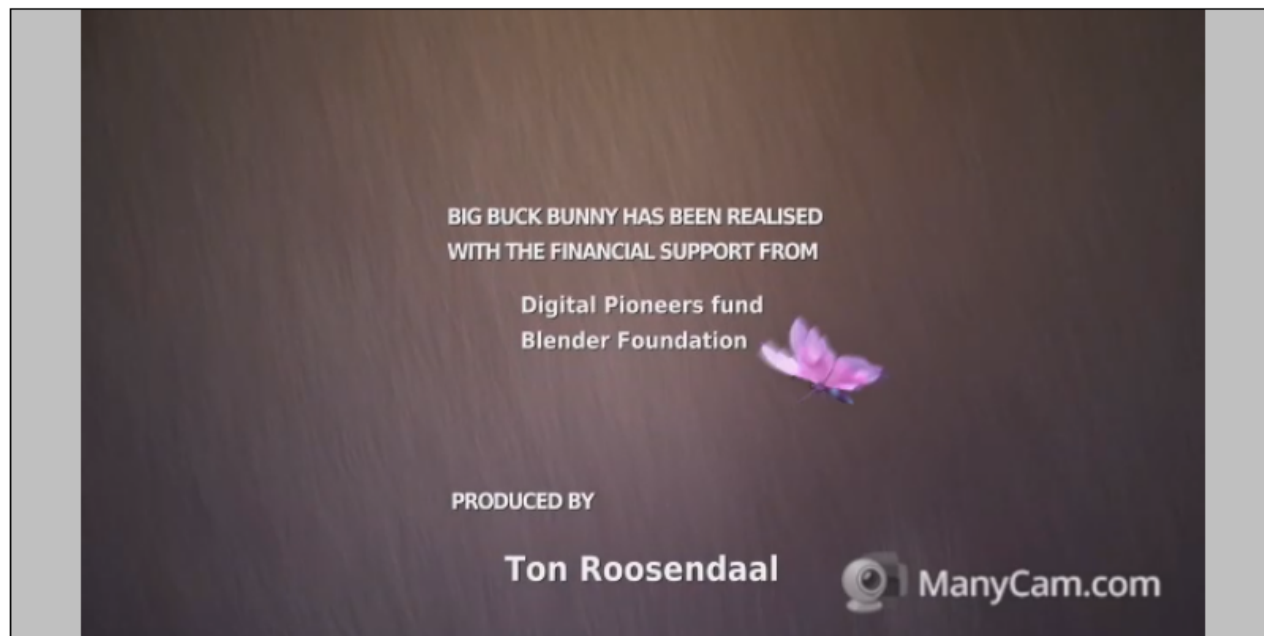 BIG BUCK BUNNY HAS BEEN REALISED
WITH THE FINANCIAL SUPPORT FROM
Digital Pioneers fund
Blender Foundation
PRODUCED BY
Ton Roosendaal
ManyCam.com